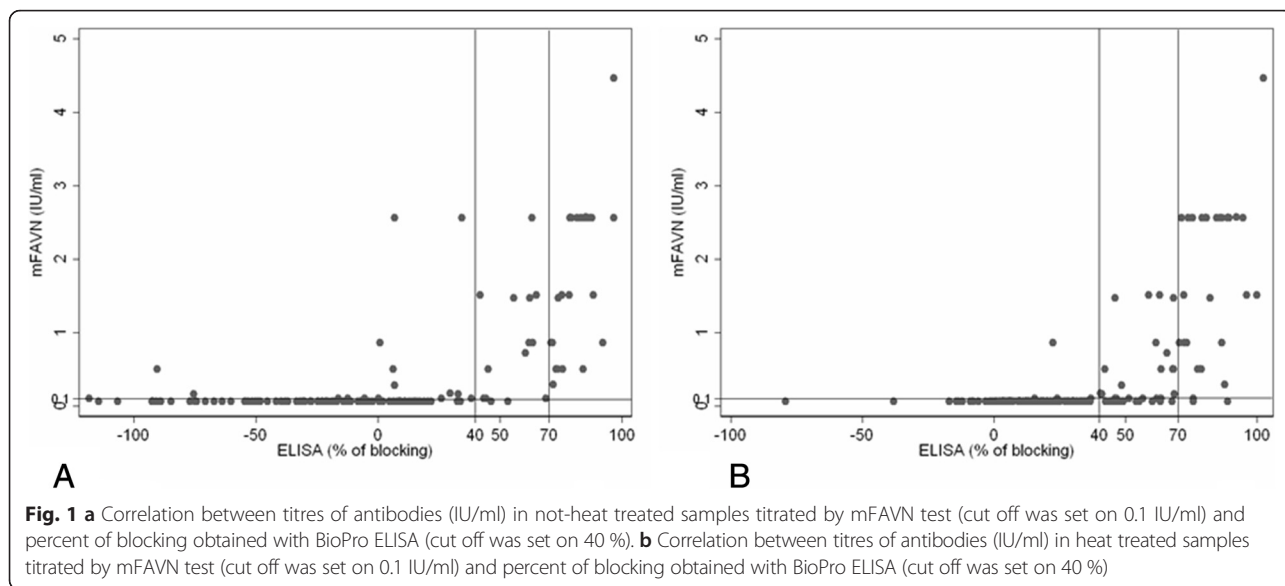 5
4
3
2
1
0.1
mFAVN (IU/ml)
-100
-50
0
40
50
70
100
ELISA (% of blocking)
A
5
4
3
2
1
0.1
mFAVN (IU/ml)
-100
-50
0
40
50
70
100
ELISA (% of blocking)
B
Fig. 1 a Correlation between titres of antibodies (IU/ml) in not-heat treated samples titrated by mFAVN test (cut off was set on 0.1 IU/ml) and
percent of blocking obtained with BioPro ELISA (cut off was set on 40 %). b Correlation between titres of antibodies (IU/ml) in heat treated samples
titrated by mFAVN test (cut off was set on 0.1 IU/ml) and percent of blocking obtained with BioPro ELISA (cut off was set on 40 %)